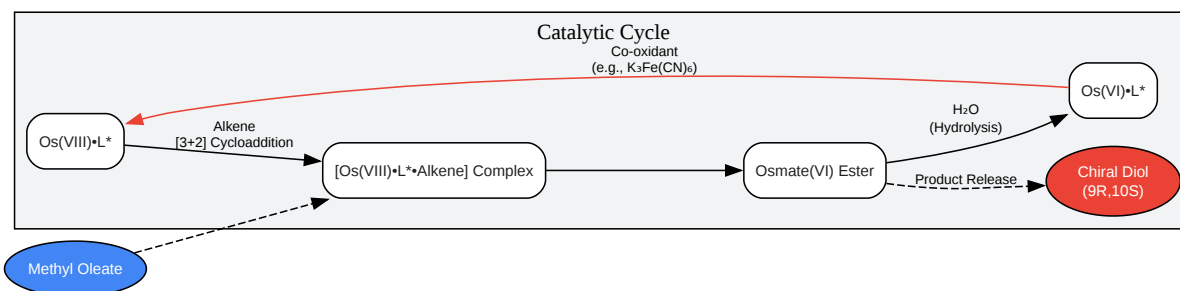 Catalytic Cycle
Co-oxidant
(e.g., K₃Fe(CN)₆)
Os(VI)•L*
Os(VIII)•L*
Alkene
[3+2] Cycloaddition
[Os(VIII)•L*•Alkene] Complex
Osmate(VI) Ester
H₂O
(Hydrolysis)
Product Release
Chiral Diol
(9R,10S)
Methyl Oleate